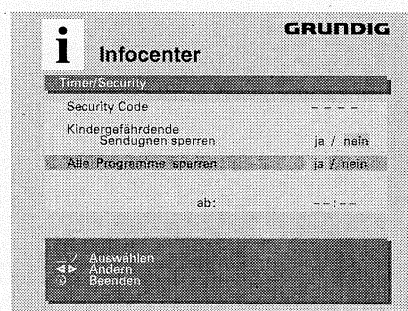 GRUNDIG
i Infocenter
Timer/Security
Security Code - - - -
Kindergefährdende
Sendugnen sperren ja / nein
Alle Programme sperren ja / nein
ab: --:--
Auswählen
Ändern
Beenden